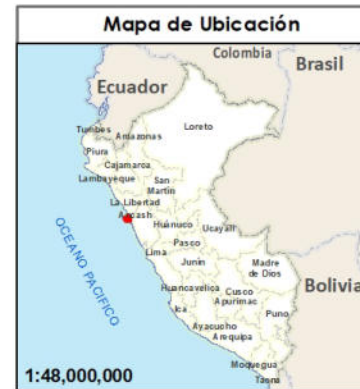 Mapa de Ubicación
Colombia
Brasil
Ecuador
Loreto
Tumbes
Amazonas
Piura
Cajamarca
Lambayeque
San
Martin
La Libertad
Ancash
Huánuco
Ucayali
Pasco
OCEANO PACIFICO
Lima
Junin
Madre
de Dios
Bolivia
Huancavelica
Cusco
Apurimac
Puno
Ica
Ayacucho
Arequipa
Moquegua
Tacna
1:48,000,000